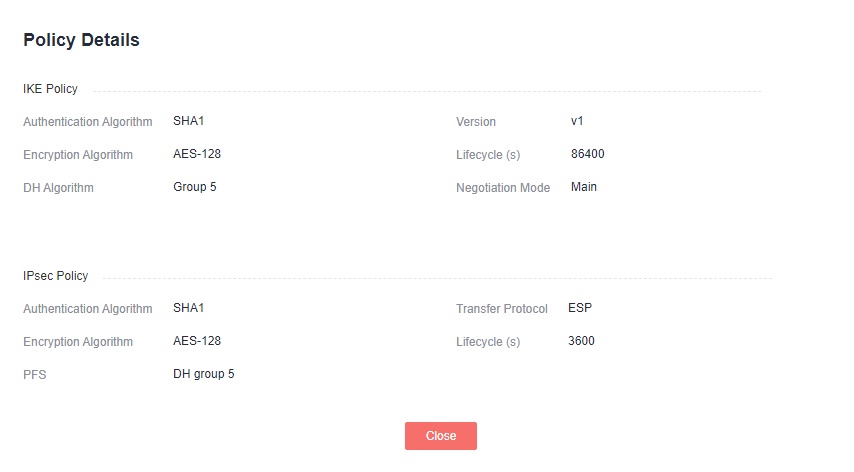 Policy Details
IKE Policy
Authentication Algorithm SHA1 Version v1
Encryption Algorithm AES-128 Lifecycle (s) 86400
DH Algorithm Group 5 Negotiation Mode Main
IPsec Policy
Authentication Algorithm SHA1 Transfer Protocol ESP
Encryption Algorithm AES-128 Lifecycle (s) 3600
PFS DH group 5
Close